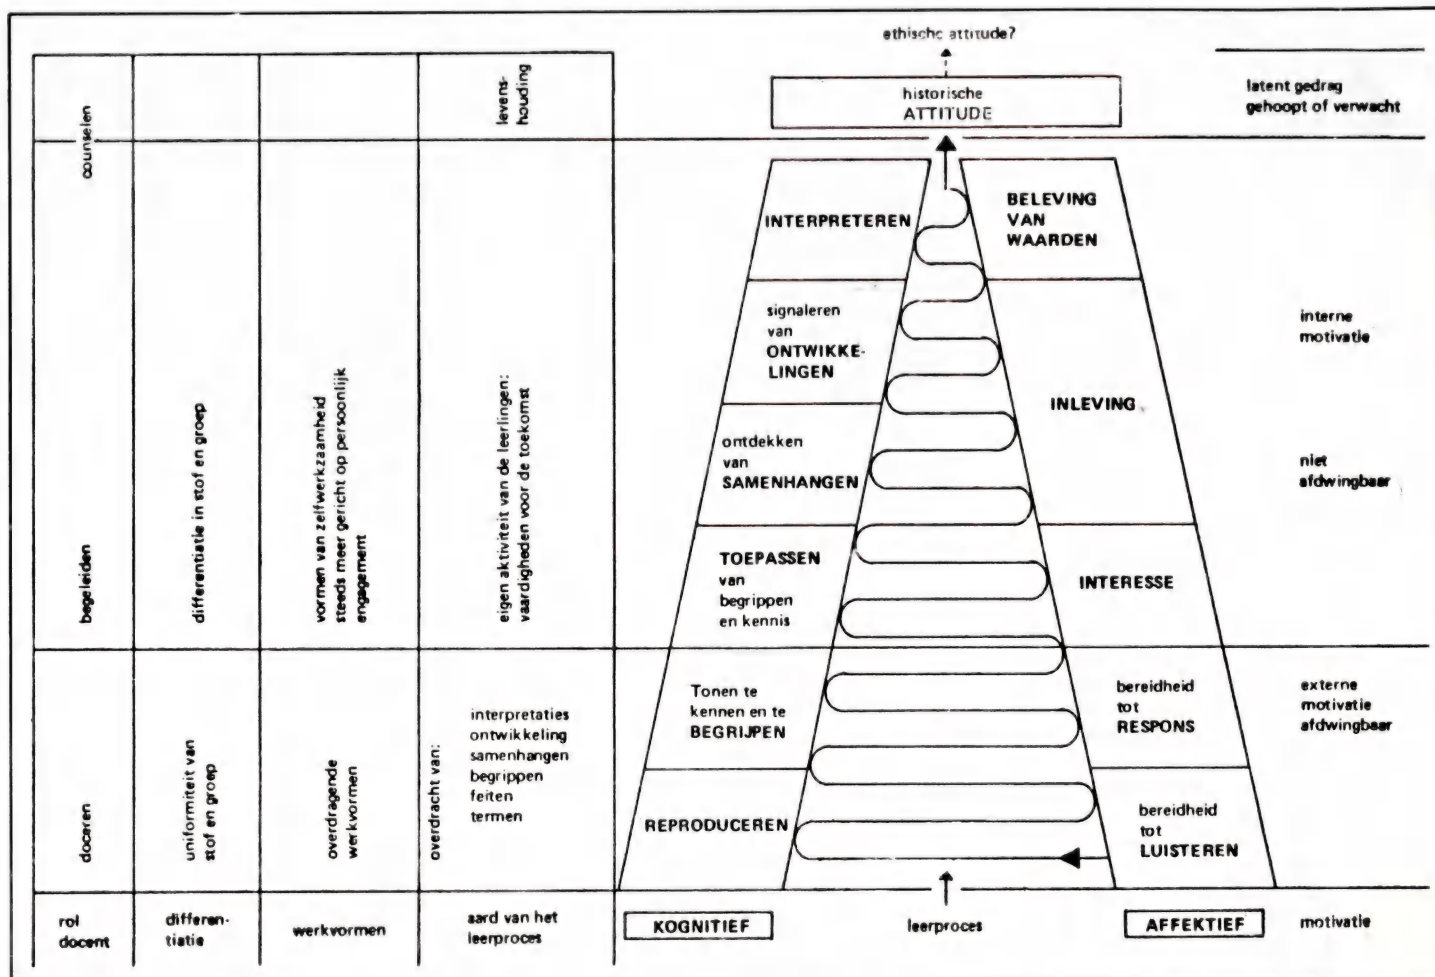 ethische attitude?
historische
ATTITUDE
latent gedrag
gehoopt of verwacht
counselen
levens-
houding
INTERPRETEREN
BELEVING
VAN
WAARDEN
signaleren
van
ONTWIKKE-
LINGEN
INLEVING
interne
motivatie
ontdekken
van
SAMENHANGEN
niet
afdwingbaar
begeleiden
differentiatie in stof en groep
vormen van zelfwerkzaamheid
steeds meer gericht op persoonlijk
engagement
eigen aktiviteit van de leerlingen:
vaardigheden voor de toekomst
TOEPASSEN
van
begrippen
en kennis
INTERESSE
doceren
uniformiteit van
stof en groep
overdragende
werkvormen
overdracht van:
interpretaties
ontwikkeling
samenhangen
begrippen
feiten
termen
Tonen te
kennen en te
BEGRIJPEN
bereidheid
tot
RESPONS
externe
motivatie
afdwingbaar
REPRODUCEREN
bereidheid
tot
LUISTEREN
rol
docent
differen-
tiatie
werkvormen
aard van het
leerproces
KOGNITIEF
leerproces
AFFEKTIEF
motivatie